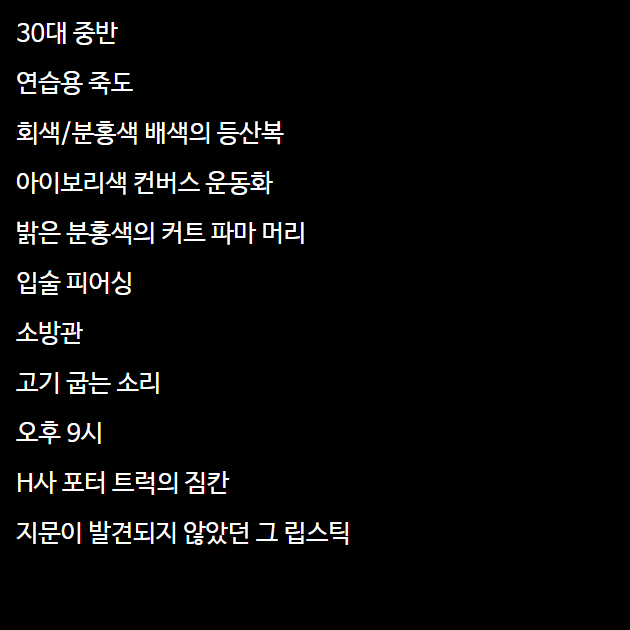 30대 중반
연습용 죽도
회색/분홍색 배색의 등산복
아이보리색 컨버스 운동화
밝은 분홍색의 커트 파마 머리
입술 피어싱
소방관
고기 굽는 소리
오후 9시
H사 포터 트럭의 짐칸
지문이 발견되지 않았던 그 립스틱